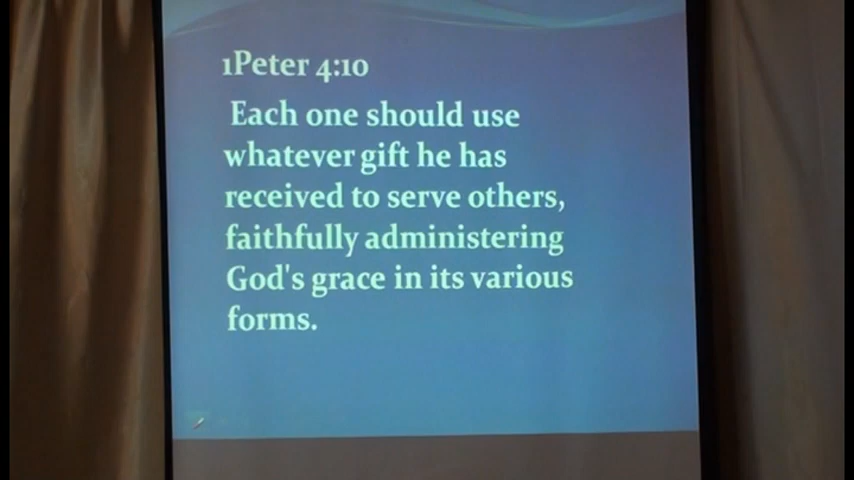 1Peter 4:10
Each one should use
whatever gift he has
received to serve others,
faithfully administering
God's grace in its various
forms.